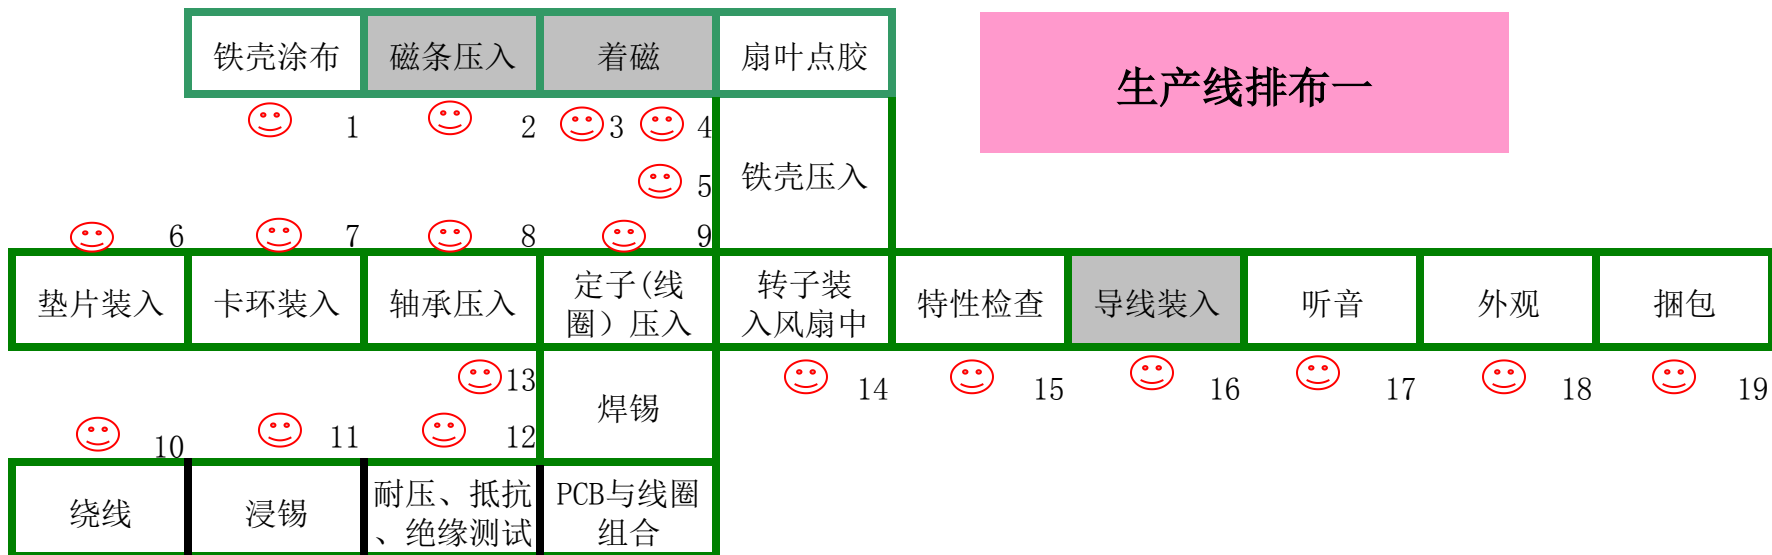 铁壳涂布
磁条压入
着磁
扇叶点胶
生产线排布一
1
2
3
4
铁壳压入
5
6
7
8
9
垫片装入
卡环装入
轴承压入
定子(线
圈）压入
转子装
入风扇中
特性检查
导线装入
听音
外观
捆包
13
焊锡
14
15
16
17
18
19
10
11
12
绕线
浸锡
耐压、抵抗
、绝缘测试
PCB与线圈
组合